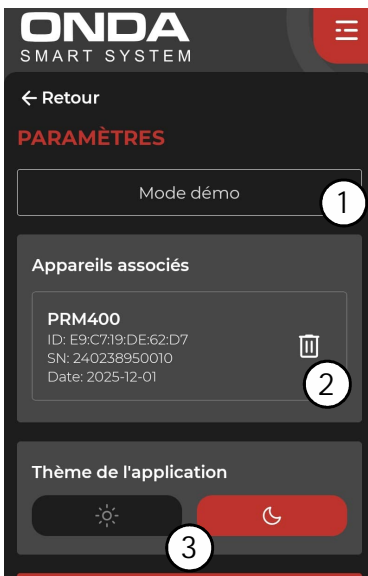 ONDA
SMART SYSTEM
← Retour
PARAMÈTRES
Mode démo
1
Appareils associés
PRM400
ID: E9:C7:19:DE:62:D7
SN: 240238950010
Date: 2025-12-01
2
Thème de l'application
3